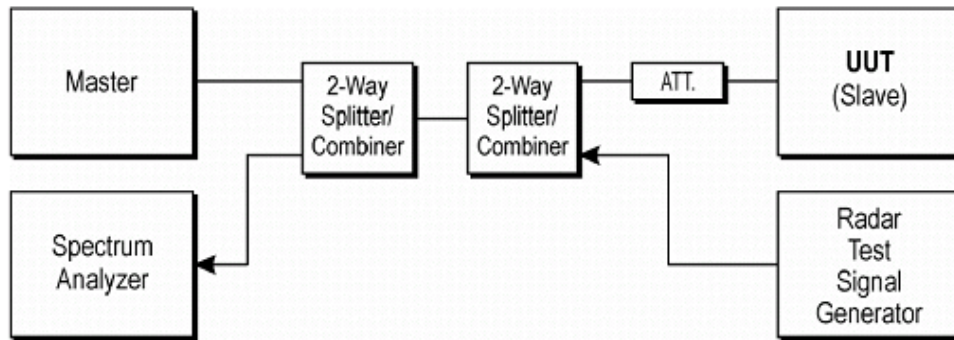 Master
2-Way
Splitter/
Combiner
2-Way
Splitter/
Combiner
ATT.
UUT
(Slave)
Spectrum
Analyzer
Radar
Test
Signal
Generator